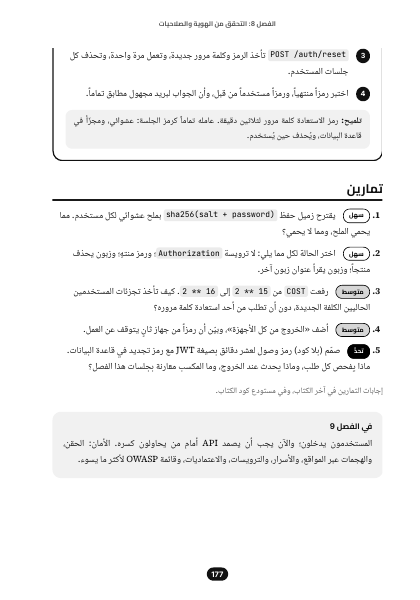 الفصل 8: التحقق من الهوية والصلاحيات
3 POST /auth/reset تأخذ الرمز وكلمة مرور جديدة، وتعمل مرة واحدة، وتحذف كل
جلسات المستخدم.
4 اختبر رمزاً منتهياً، ورمزاً مستخدماً من قبل، وأن الجواب لبريد مجهول مطابق تماماً.
تلميح: رمز الاستعادة كلمة مرور لثلاثين دقيقة. عامله تماماً كرمز الجلسة: عشوائي، ومجزّأ في
قاعدة البيانات، ويُحذف حين يُستخدم.
تمارين
1. سهل يقترح زميل حفظ sha256(salt + password) بملح عشوائي لكل مستخدم. مما
يحمي الملح، ومما لا يحمي؟
2. سهل اختر الحالة لكل مما يلي: لا ترويسة Authorization؛ ورمز منتهٍ؛ وزبون يحذف
منتجاً؛ وزبون يقرأ عنوان زبون آخر.
3. متوسط رفعت COST من 15 ** 2 إلى 16 ** 2. كيف تأخذ تجزئات المستخدمين
الحاليين الكلفة الجديدة، دون أن تطلب من أحد استعادة كلمة مروره؟
4. متوسط أضف «الخروج من كل الأجهزة»، وبيّن أن رمزاً من جهاز ثانٍ يتوقف عن العمل.
5. تحدٍّ صمّم (بلا كود) رمز وصول لعشر دقائق بصيغة JWT مع رمز تجديد في قاعدة البيانات.
ماذا يفحص كل طلب، وماذا يحدث عند الخروج، وما المكسب مقارنة بجلسات هذا الفصل؟
إجابات التمارين في آخر الكتاب، وفي مستودع كود الكتاب.
في الفصل 9
المستخدمون يدخلون؛ والآن يجب أن يصمد API أمام من يحاولون كسره. الأمان: الحقن،
والهجمات عبر المواقع، والأسرار، والترويسات، والاعتماديات، وقائمة OWASP لأكثر ما يسوء.
177